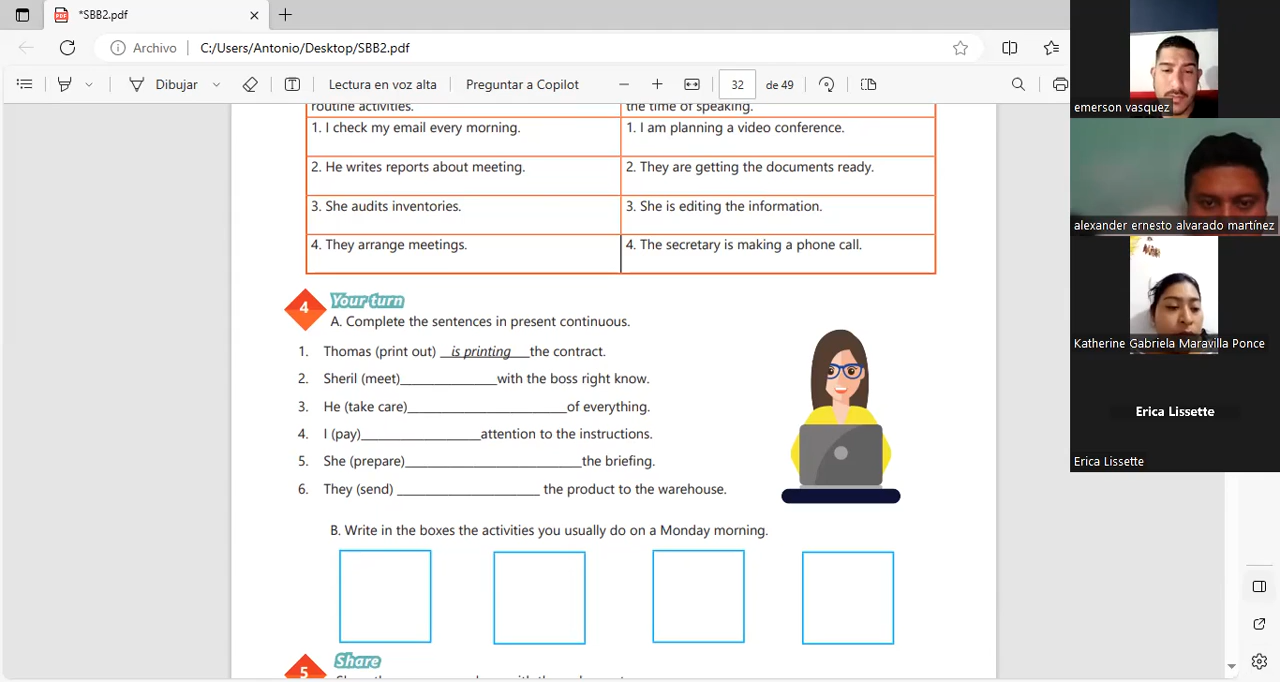 *SBB2.pdf
Archivo
C:/Users/Antonio/Desktop/SBB2.pdf
Dibujar
Lectura en voz alta
Preguntar a Copilot
32
de 49
routine activities.
the time of speaking.
1. I check my email every morning.
1. I am planning a video conference.
2. He writes reports about meeting.
2. They are getting the documents ready.
3. She audits inventories.
3. She is editing the information.
4. They arrange meetings.
4. The secretary is making a phone call.
4 Your turn
A. Complete the sentences in present continuous.
1. Thomas (print out) __is printing___the contract.
2. Sheril (meet)_________________with the boss right know.
3. He (take care)____________________________of everything.
4. I (pay)_____________________attention to the instructions.
5. She (prepare)_______________________________the briefing.
6. They (send) _________________________ the product to the warehouse.
B. Write in the boxes the activities you usually do on a Monday morning.
5 Share
emerson vasquez
alexander ernesto alvarado martínez
Katherine Gabriela Maravilla Ponce
Erica Lissette
Erica Lissette